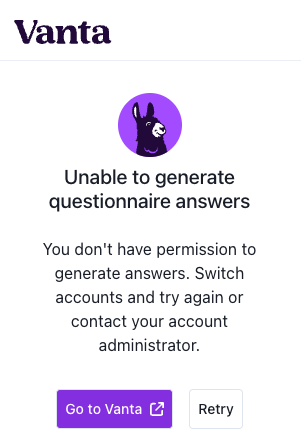 Vanta
Unable to generate
questionnaire answers
You don't have permission to
generate answers. Switch
accounts and try again or
contact your account
administrator.
Go to Vanta
Retry